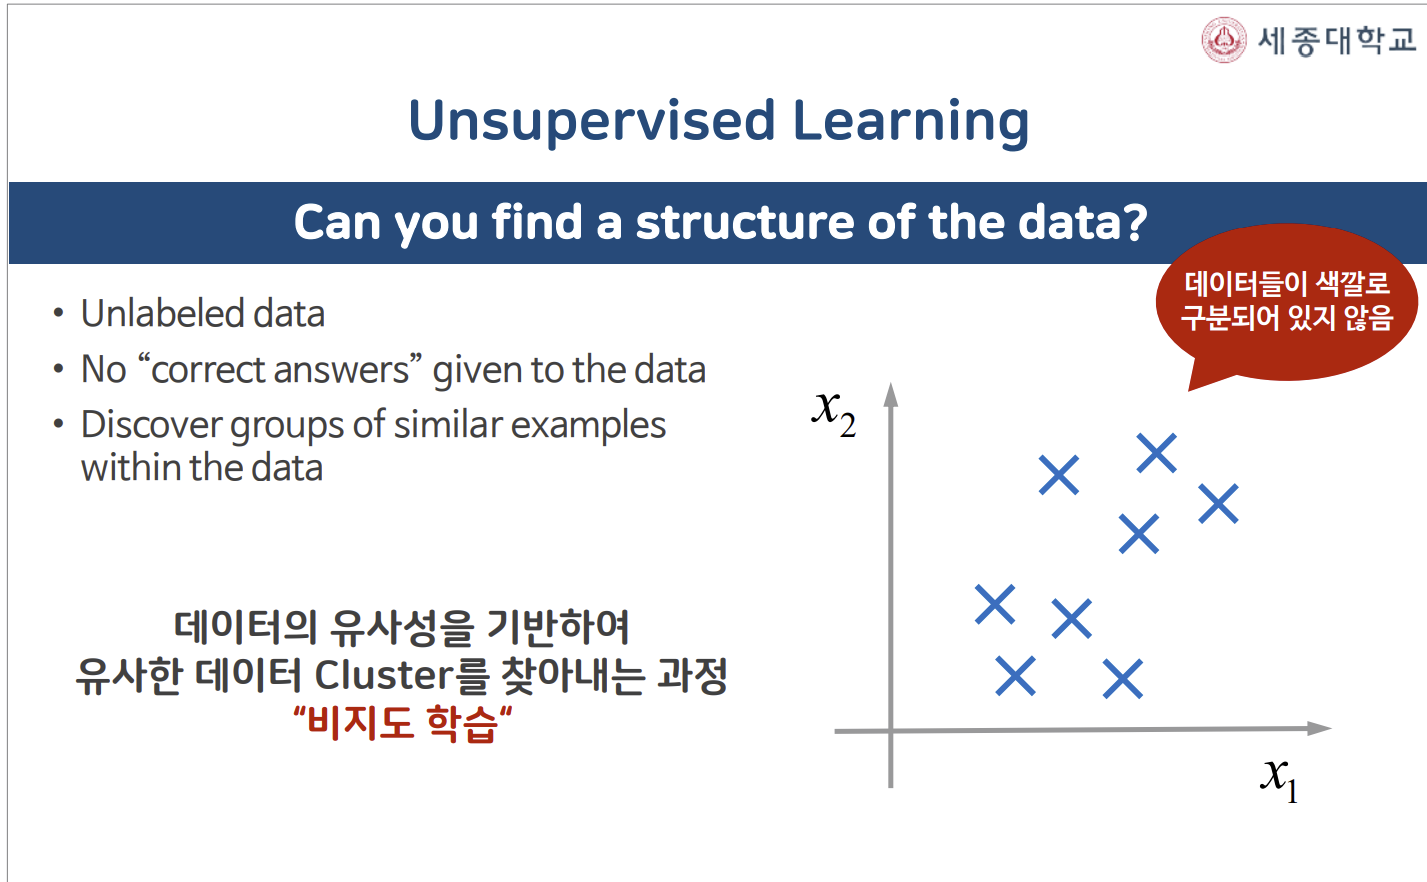 세종대학교
Unsupervised Learning
Can you find a structure of the data?
데이터들이 색깔로
구분되어 있지 않음
• Unlabeled data
• No “correct answers” given to the data
• Discover groups of similar examples
within the data
데이터의 유사성을 기반하여
유사한 데이터 Cluster를 찾아내는 과정
“비지도 학습“
x₂
x₁